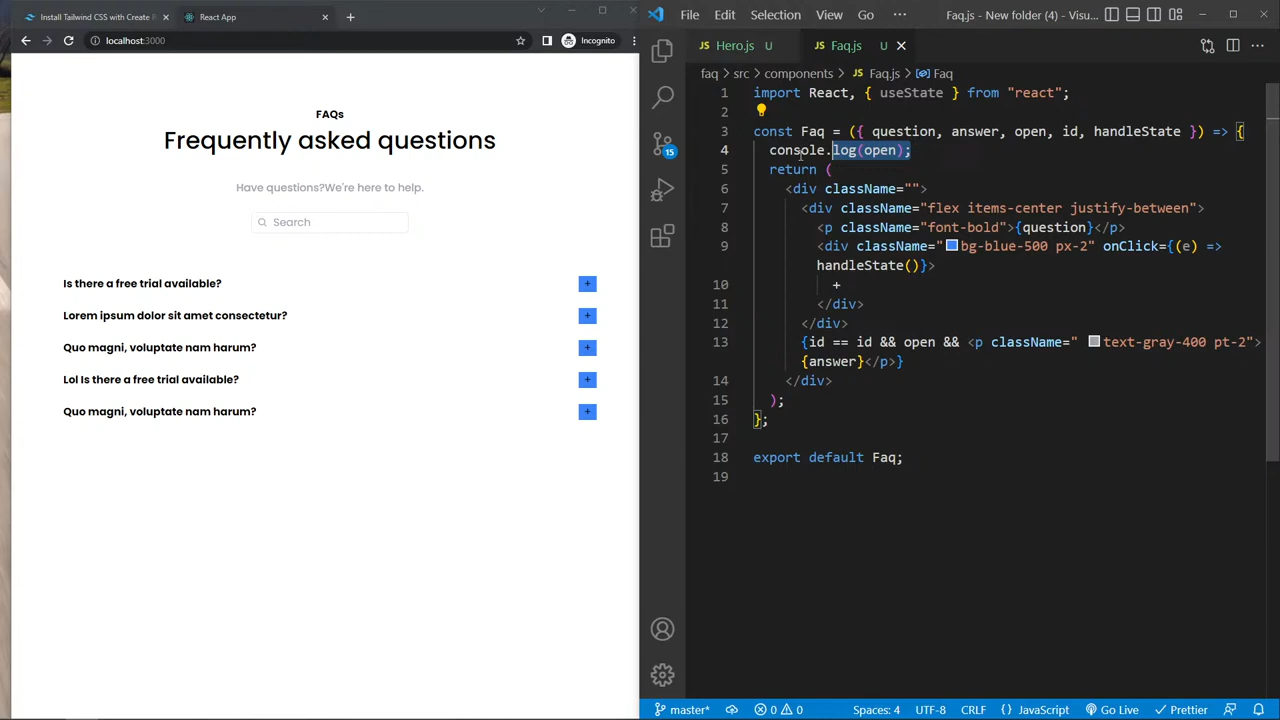 Install Tailwind CSS with Create R
React App
localhost:3000
Incognito
FAQs
Frequently asked questions
Have questions?We're here to help.
Search
Is there a free trial available?
+
Lorem ipsum dolor sit amet consectetur?
+
Quo magni, voluptate nam harum?
+
Lol Is there a free trial available?
+
Quo magni, voluptate nam harum?
+
File Edit Selection View Go ··· Faq.js - New folder (4) - Visu...
Hero.js U Faq.js U
faq > src > components > Faq.js > Faq
15
1 import React, { useState } from "react";
2
3 const Faq = ({ question, answer, open, id, handleState }) => {
4 console.log(open);
5 return (
6 <div className="">
7 <div className="flex items-center justify-between">
8 <p className="font-bold">{question}</p>
9 <div className="bg-blue-500 px-2" onClick={(e) =>
handleState()}>
10 +
11 </div>
12 </div>
13 {id == id && open && <p className=" text-gray-400 pt-2">
{answer}</p>}
14 </div>
15 );
16 };
17
18 export default Faq;
19
master* 0 0 Spaces: 4 UTF-8 CRLF {} JavaScript Go Live Prettier